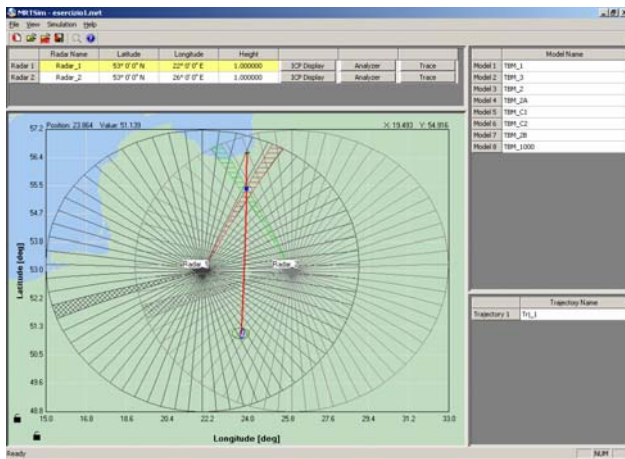 MRTSim - esercizio1.mrt
File View Simulation Help
Radar Name Latitude Longitude Height
Radar 1 Radar_1 53° 0' 0" N 22° 0' 0" E 1.000000 ICP Display Analyzer Trace
Radar 2 Radar_2 53° 0' 0" N 26° 0' 0" E 1.000000 ICP Display Analyzer Trace
Model Name
Model 1 TBM_1
Model 2 TBM_3
Model 3 TBM_2
Model 4 TBM_2A
Model 5 TBM_C1
Model 6 TBM_C2
Model 7 TBM_2B
Model 8 TBM_1000
Position: 23.864 Value: 51.139 X: 19.493 Y: 54.916
57.2
56.4
55.5
54.7
53.8
53.0
52.2
51.3
50.5
49.6
48.8
Latitude [deg]
Radar_1 Radar_2
15.0 16.8 18.6 20.4 22.2 24.0 25.8 27.6 29.4 31.2 33.0
Longitude [deg]
Trajectory Name
Trajectory 1 Trj_1
Ready NUM